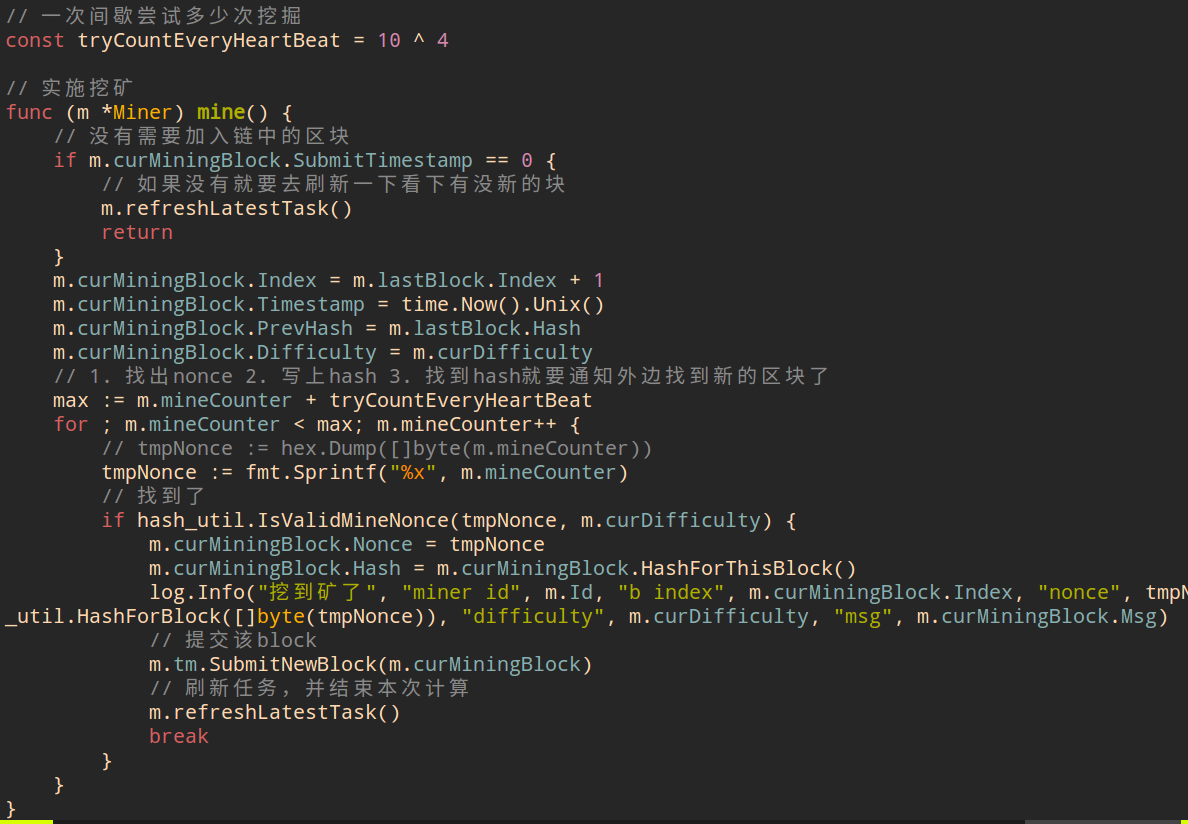 // 一次间歇尝试多少次挖掘
const tryCountEveryHeartBeat = 10 ^ 4
// 实施挖矿
func (m *Miner) mine() {
// 没有需要加入链中的区块
if m.curMiningBlock.SubmitTimestamp == 0 {
// 如果没有就要去刷新一下看下有没新的块
m.refreshLatestTask()
return
}
m.curMiningBlock.Index = m.lastBlock.Index + 1
m.curMiningBlock.Timestamp = time.Now().Unix()
m.curMiningBlock.PrevHash = m.lastBlock.Hash
m.curMiningBlock.Difficulty = m.curDifficulty
// 1. 找出nonce 2. 写上hash 3. 找到hash就要通知外边找到新的区块了
max := m.mineCounter + tryCountEveryHeartBeat
for ; m.mineCounter < max; m.mineCounter++ {
// tmpNonce := hex.Dump([]byte(m.mineCounter))
tmpNonce := fmt.Sprintf("%x", m.mineCounter)
// 找到了
if hash_util.IsValidMineNonce(tmpNonce, m.curDifficulty) {
m.curMiningBlock.Nonce = tmpNonce
m.curMiningBlock.Hash = m.curMiningBlock.HashForThisBlock()
log.Info("挖到矿了", "miner id", m.Id, "b index", m.curMiningBlock.Index, "nonce", tmpN
_util.HashForBlock([]byte(tmpNonce)), "difficulty", m.curDifficulty, "msg", m.curMiningBlock.Msg)
// 提交该block
m.tm.SubmitNewBlock(m.curMiningBlock)
// 刷新任务，并结束本次计算
m.refreshLatestTask()
break
}
}
}